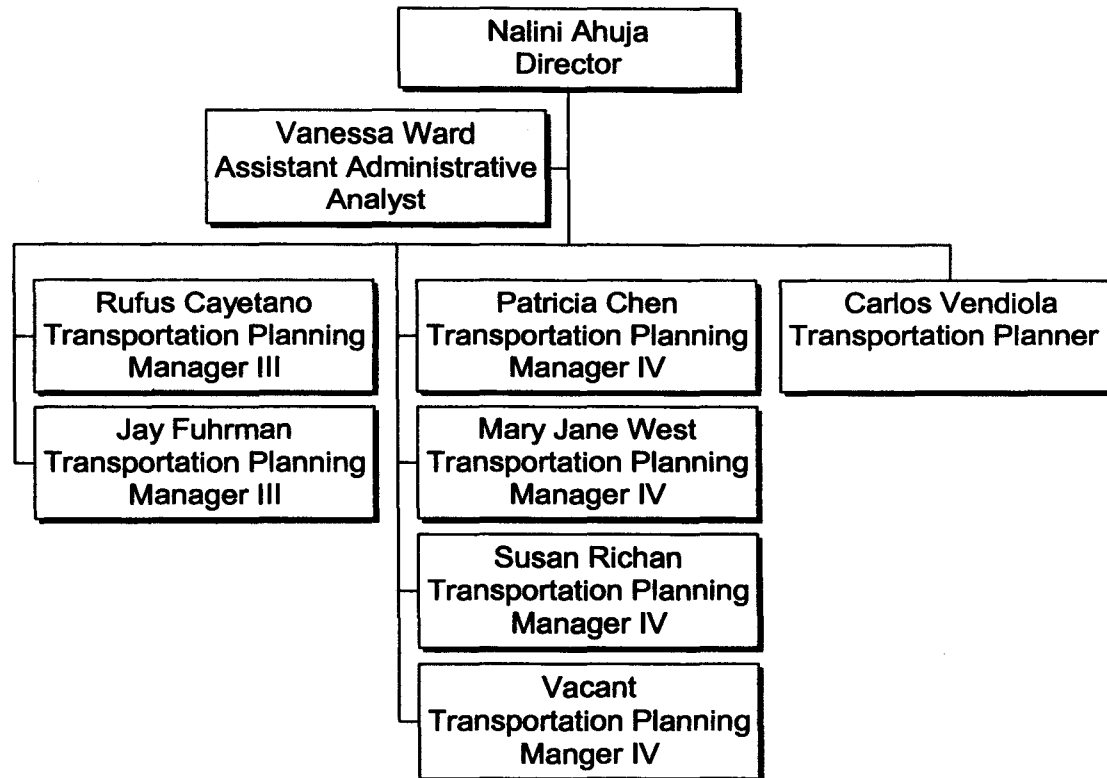 Nalini Ahuja
Director
Vanessa Ward
Assistant Administrative
Analyst
Rufus Cayetano
Transportation Planning
Manager III
Jay Fuhrman
Transportation Planning
Manager III
Patricia Chen
Transportation Planning
Manager IV
Mary Jane West
Transportation Planning
Manager IV
Susan Richan
Transportation Planning
Manager IV
Vacant
Transportation Planning
Manger IV
Carlos Vendiola
Transportation Planner